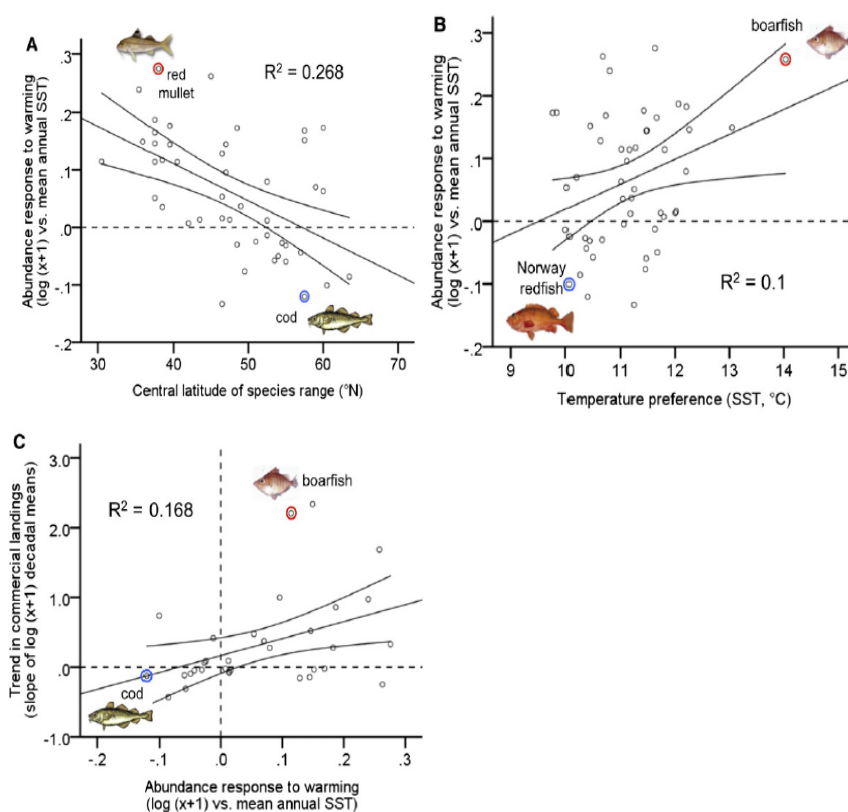 A
.3
.2
.1
.0
-.1
-.2
30 40 50 60 70
Abundance response to warming
(log (x+1) vs. mean annual SST)
Central latitude of species range (°N)
red
mullet
R² = 0.268
cod
B
.3
.2
.1
.0
-.1
-.2
9 10 11 12 13 14 15
Abundance response to warming
(log (x+1) vs. mean annual SST)
Temperature preference (SST, °C)
boarfish
Norway
redfish
R² = 0.1
C
3.0
2.0
1.0
.0
-1.0
-.2 -.1 .0 .1 .2 .3
Trend in commercial landings
(slope of log (x+1) decadal means)
Abundance response to warming
(log (x+1) vs. mean annual SST)
R² = 0.168
boarfish
cod